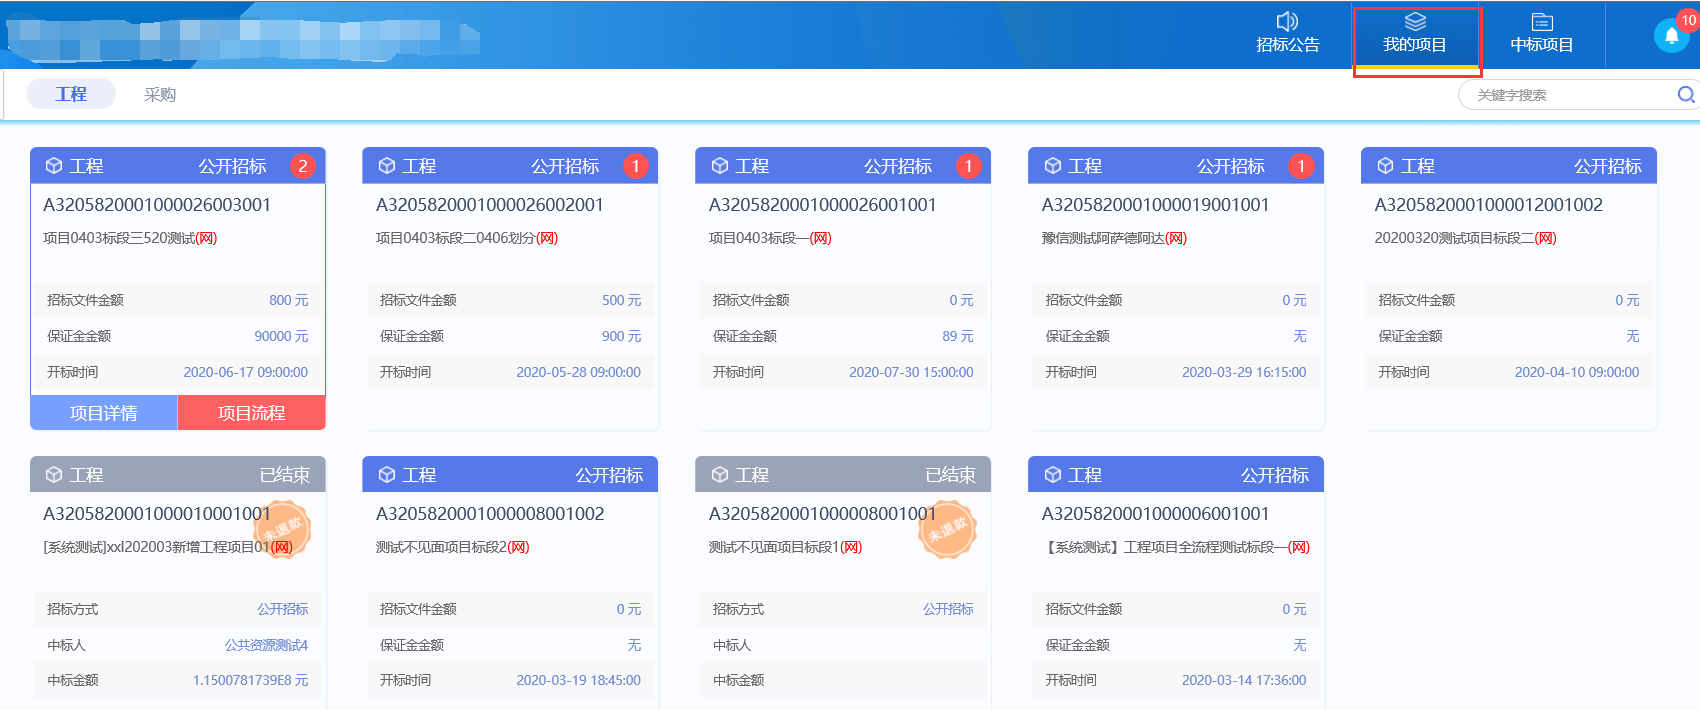 招标公告
我的项目
中标项目
10
工程
采购
关键字搜索
工程 公开招标 2
A3205820001000026003001
项目0403标段三520测试(网)
招标文件金额 800 元
保证金金额 90000 元
开标时间 2020-06-17 09:00:00
项目详情 项目流程
工程 公开招标 1
A3205820001000026002001
项目0403标段二0406划分(网)
招标文件金额 500 元
保证金金额 900 元
开标时间 2020-05-28 09:00:00
工程 公开招标 1
A3205820001000026001001
项目0403标段一(网)
招标文件金额 0 元
保证金金额 89 元
开标时间 2020-07-30 15:00:00
工程 公开招标 1
A3205820001000019001001
豫信测试阿萨德阿达(网)
招标文件金额 0 元
保证金金额 无
开标时间 2020-03-29 16:15:00
工程 公开招标
A3205820001000012001002
20200320测试项目标段二(网)
招标文件金额 0 元
保证金金额 无
开标时间 2020-04-10 09:00:00
工程 已结束
A3205820001000010001001
未退款
[系统测试]xxl202003新增工程项目01(网)
招标方式 公开招标
中标人 公共资源测试4
中标金额 1.1500781739E8 元
工程 公开招标
A3205820001000008001002
测试不见面项目标段2(网)
招标文件金额 0 元
保证金金额 无
开标时间 2020-03-19 18:45:00
工程 已结束
A3205820001000008001001
未退款
测试不见面项目标段1(网)
招标方式 公开招标
中标人
中标金额
工程 公开招标
A3205820001000006001001
【系统测试】工程项目全流程测试标段一(网)
招标文件金额 0 元
保证金金额 无
开标时间 2020-03-14 17:36:00